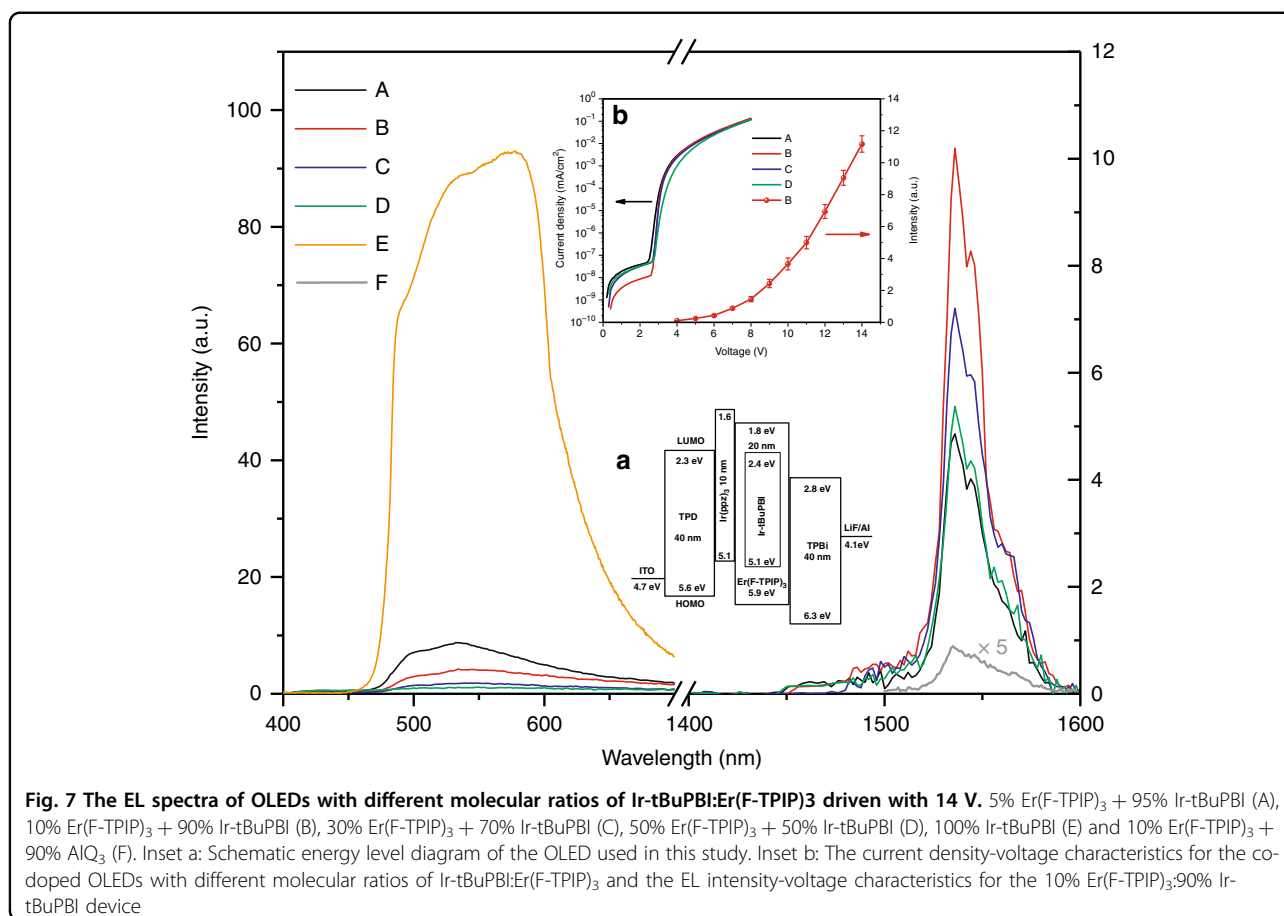 A
B
C
D
E
F
100
80
60
40
20
0
Intensity (a.u.)
400
500
600
1400
1500
1600
Wavelength (nm)
12
10
8
6
4
2
0
× 5
b
10⁰
10⁻¹
10⁻²
10⁻³
10⁻⁴
10⁻⁵
10⁻⁶
10⁻⁷
10⁻⁸
10⁻⁹
10⁻¹⁰
Current density (mA/cm²)
A
B
C
D
B
14
12
11
10
8
7
6
4
3
2
0
Intensity (a.u.)
0
2
4
6
8
10
12
14
Voltage (V)
a
LUMO
2.3 eV
TPD
40 nm
5.6 eV
HOMO
ITO
4.7 eV
1.6
Ir(ppz)₃ 10 nm
5.1
1.8 eV
20 nm
2.4 eV
Ir-tBuPBI
5.1 eV
Er(F-TPIP)₃
5.9 eV
2.8 eV
TPBi
40 nm
6.3 eV
LiF/Al
4.1eV
Fig. 7 The EL spectra of OLEDs with different molecular ratios of Ir-tBuPBI:Er(F-TPIP)3 driven with 14 V. 5% Er(F-TPIP)₃ + 95% Ir-tBuPBI (A),
10% Er(F-TPIP)₃ + 90% Ir-tBuPBI (B), 30% Er(F-TPIP)₃ + 70% Ir-tBuPBI (C), 50% Er(F-TPIP)₃ + 50% Ir-tBuPBI (D), 100% Ir-tBuPBI (E) and 10% Er(F-TPIP)₃ +
90% AlQ₃ (F). Inset a: Schematic energy level diagram of the OLED used in this study. Inset b: The current density-voltage characteristics for the co-
doped OLEDs with different molecular ratios of Ir-tBuPBI:Er(F-TPIP)₃ and the EL intensity-voltage characteristics for the 10% Er(F-TPIP)₃:90% Ir-
tBuPBI device